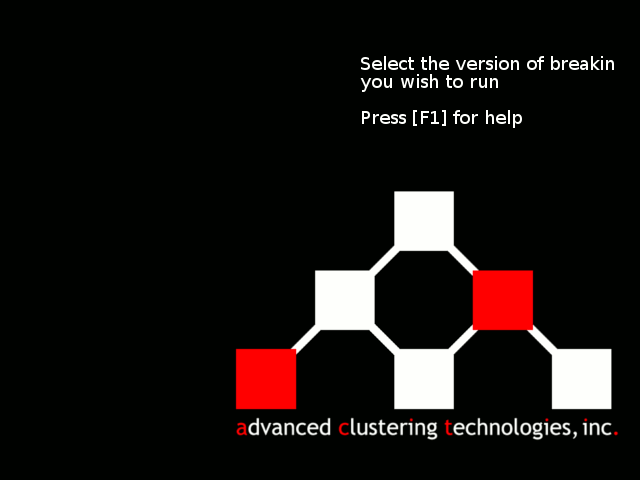 Select the version of breakin
you wish to run
Press [F1] for help
advanced clustering technologies, inc.